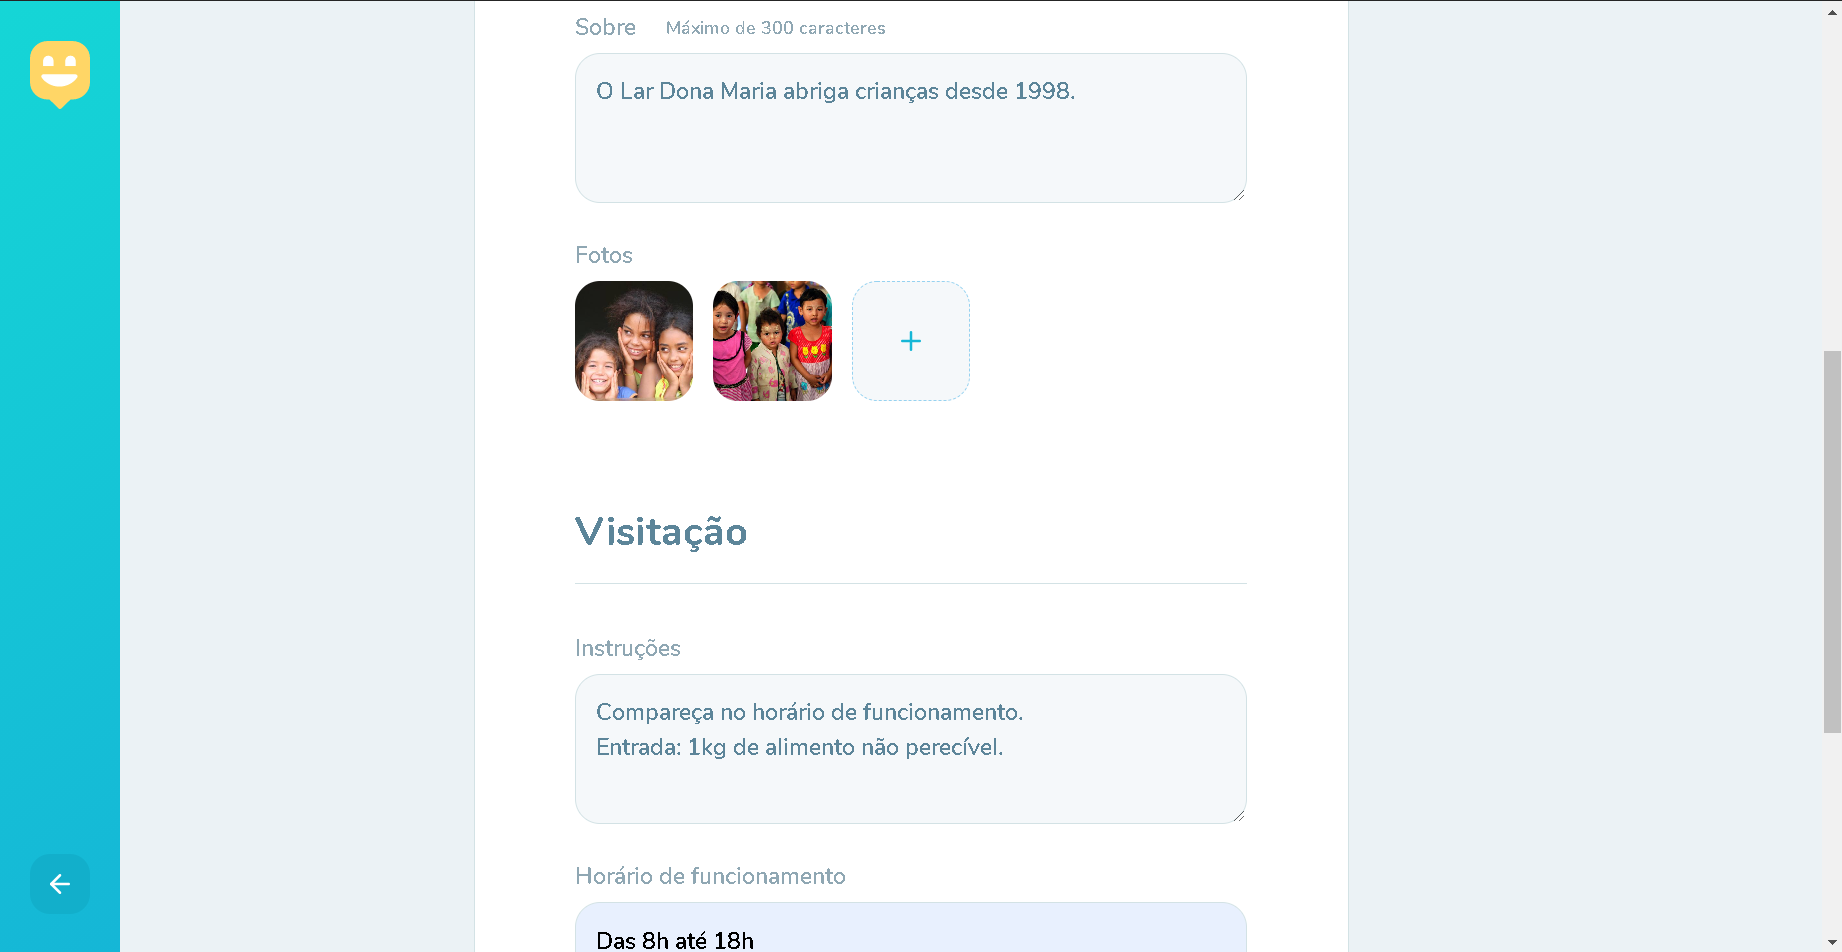 Sobre Máximo de 300 caracteres
O Lar Dona Maria abriga crianças desde 1998.
Fotos
Visitação
Instruções
Compareça no horário de funcionamento.
Entrada: 1kg de alimento não perecível.
Horário de funcionamento
Das 8h até 18h